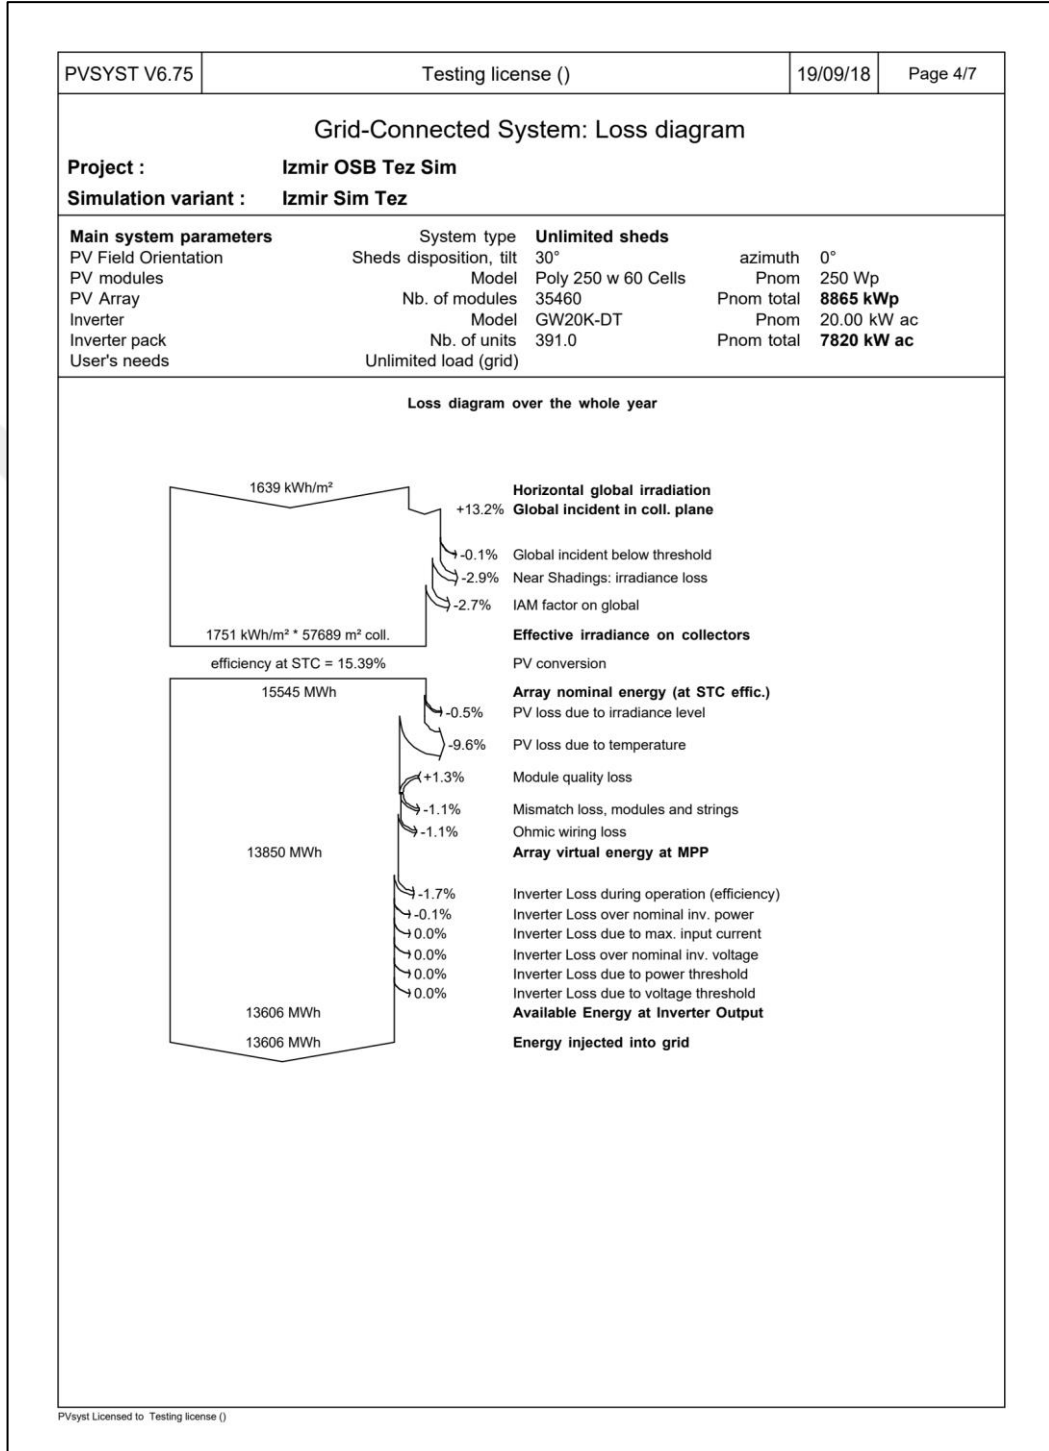 PVSYST V6.75 Testing license () 19/09/18 Page 4/7
Grid-Connected System: Loss diagram
Project : Izmir OSB Tez Sim
Simulation variant : Izmir Sim Tez
Main system parameters System type Unlimited sheds
PV Field Orientation Sheds disposition, tilt 30° azimuth 0°
PV modules Model Poly 250 w 60 Cells Pnom 250 Wp
PV Array Nb. of modules 35460 Pnom total 8865 kWp
Inverter Model GW20K-DT Pnom 20.00 kW ac
Inverter pack Nb. of units 391.0 Pnom total 7820 kW ac
User's needs Unlimited load (grid)
Loss diagram over the whole year
1639 kWh/m² Horizontal global irradiation
+13.2% Global incident in coll. plane
-0.1% Global incident below threshold
-2.9% Near Shadings: irradiance loss
-2.7% IAM factor on global
1751 kWh/m² * 57689 m² coll. Effective irradiance on collectors
efficiency at STC = 15.39% PV conversion
15545 MWh Array nominal energy (at STC effic.)
-0.5% PV loss due to irradiance level
-9.6% PV loss due to temperature
+1.3% Module quality loss
-1.1% Mismatch loss, modules and strings
-1.1% Ohmic wiring loss
13850 MWh Array virtual energy at MPP
-1.7% Inverter Loss during operation (efficiency)
-0.1% Inverter Loss over nominal inv. power
0.0% Inverter Loss due to max. input current
0.0% Inverter Loss over nominal inv. voltage
0.0% Inverter Loss due to power threshold
0.0% Inverter Loss due to voltage threshold
13606 MWh Available Energy at Inverter Output
13606 MWh Energy injected into grid
PVsyst Licensed to Testing license ()